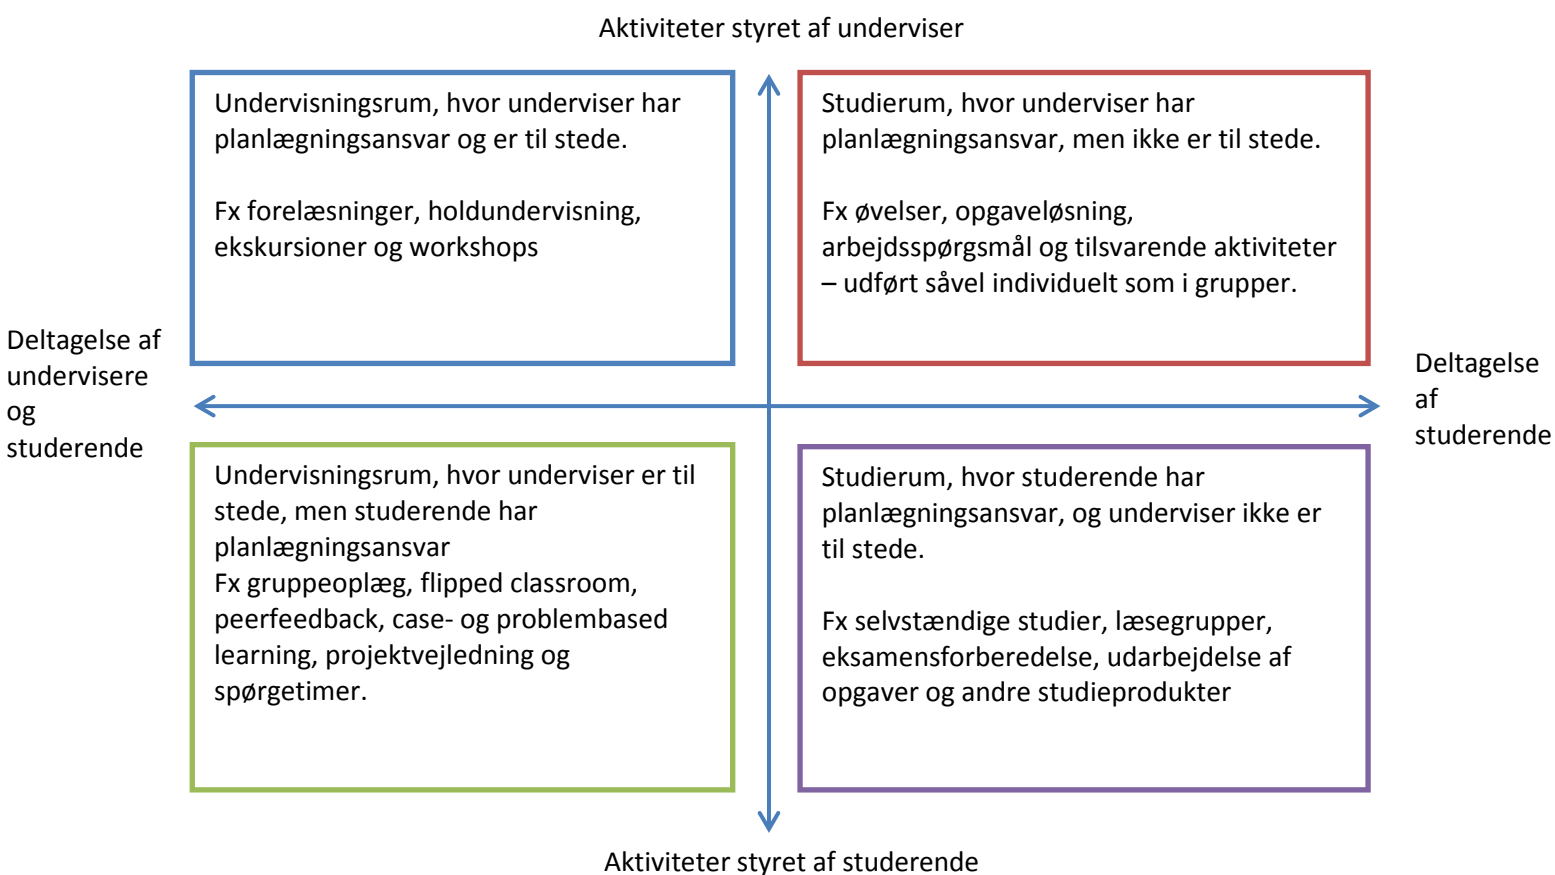 Aktiviteter styret af underviser
Undervisningsrum, hvor underviser har
planlægningsansvar og er til stede.
Fx forelæsninger, holdundervisning,
ekskursioner og workshops
Studierum, hvor underviser har
planlægningsansvar, men ikke er til stede.
Fx øvelser, opgaveløsning,
arbejdsspørgsmål og tilsvarende aktiviteter
– udført såvel individuelt som i grupper.
Deltagelse af
undervisere
og
studerende
Deltagelse
af
studerende
Undervisningsrum, hvor underviser er til
stede, men studerende har
planlægningsansvar
Fx gruppeoplæg, flipped classroom,
peerfeedback, case- og problembased
learning, projektvejledning og
spørgetimer.
Studierum, hvor studerende har
planlægningsansvar, og underviser ikke er
til stede.
Fx selvstændige studier, læsegrupper,
eksamensforberedelse, udarbejdelse af
opgaver og andre studieprodukter
Aktiviteter styret af studerende